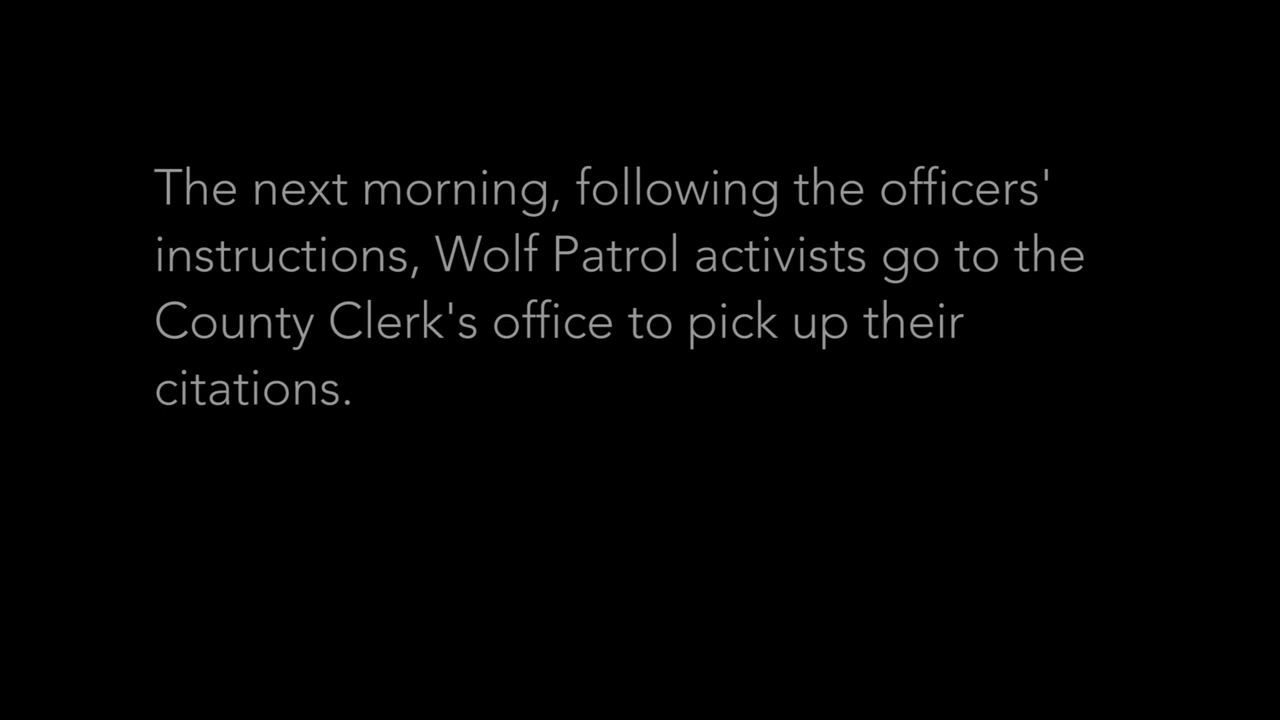 The next morning, following the officers'
instructions, Wolf Patrol activists go to the
County Clerk's office to pick up their
citations.